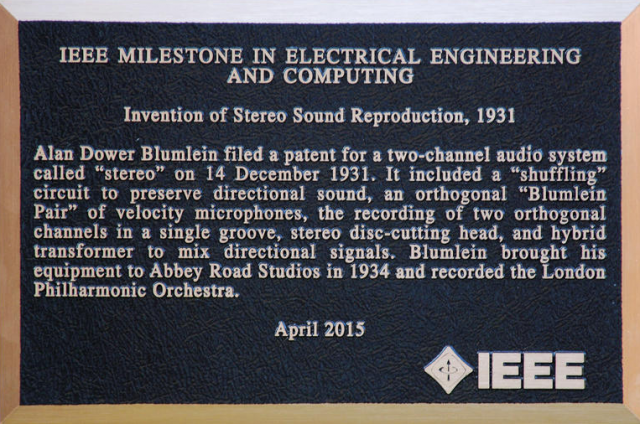 IEEE MILESTONE IN ELECTRICAL ENGINEERING
AND COMPUTING
Invention of Stereo Sound Reproduction, 1931
Alan Dower Blumlein filed a patent for a two-channel audio system
called “stereo” on 14 December 1931. It included a “shuffling”
circuit to preserve directional sound, an orthogonal “Blumlein
Pair” of velocity microphones, the recording of two orthogonal
channels in a single groove, stereo disc-cutting head, and hybrid
transformer to mix directional signals. Blumlein brought his
equipment to Abbey Road Studios in 1934 and recorded the London
Philharmonic Orchestra.
April 2015
IEEE